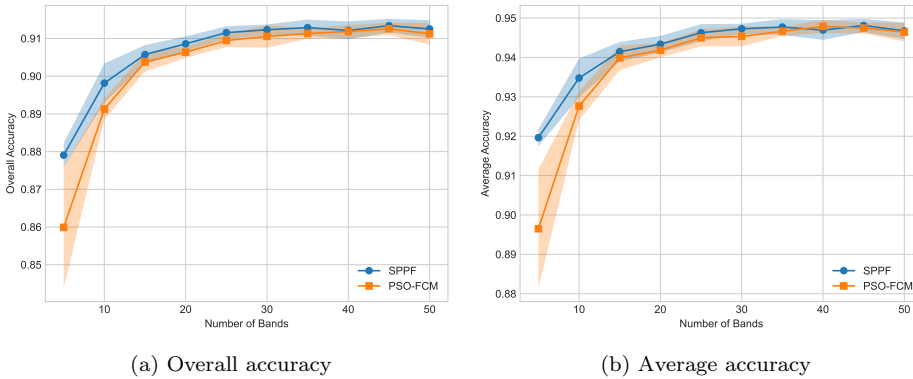 0.91
0.90
0.89
0.88
0.87
0.86
0.85
Overall Accuracy
10
20
30
40
50
Number of Bands
SPPF
PSO-FCM
(a) Overall accuracy
0.95
0.94
0.93
0.92
0.91
0.90
0.89
0.88
Average Accuracy
10
20
30
40
50
Number of Bands
SPPF
PSO-FCM
(b) Average accuracy